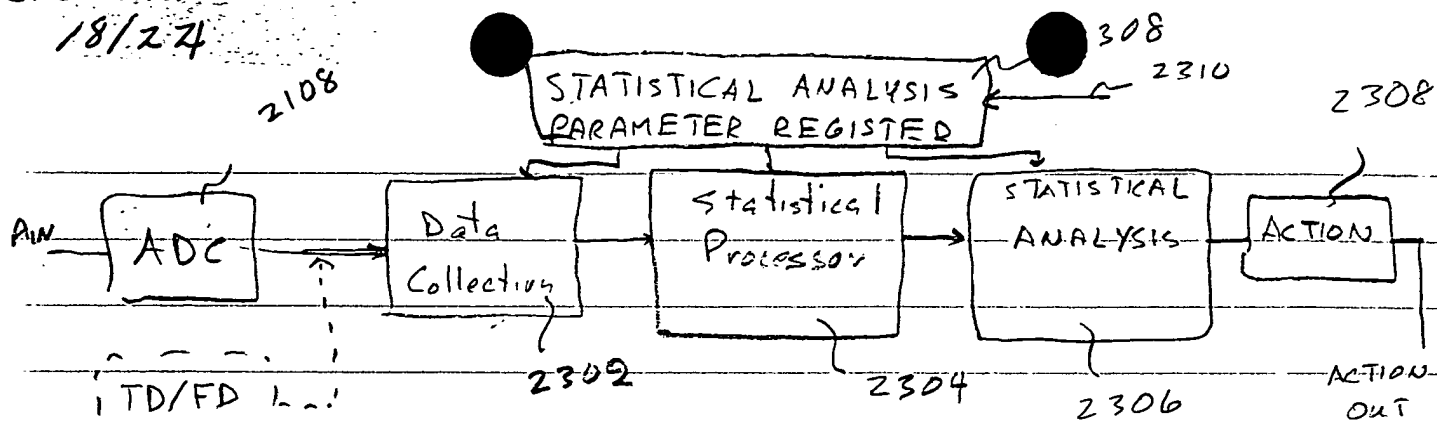 18/24
2108
308
STATISTICAL ANALYSIS
PARAMETER REGISTED
2310
2308
AIN
ADC
Data
Collection
Statistical
Processor
STATISTICAL
ANALYSIS
ACTION
TD/FD
2302
2304
2306
ACTION
OUT